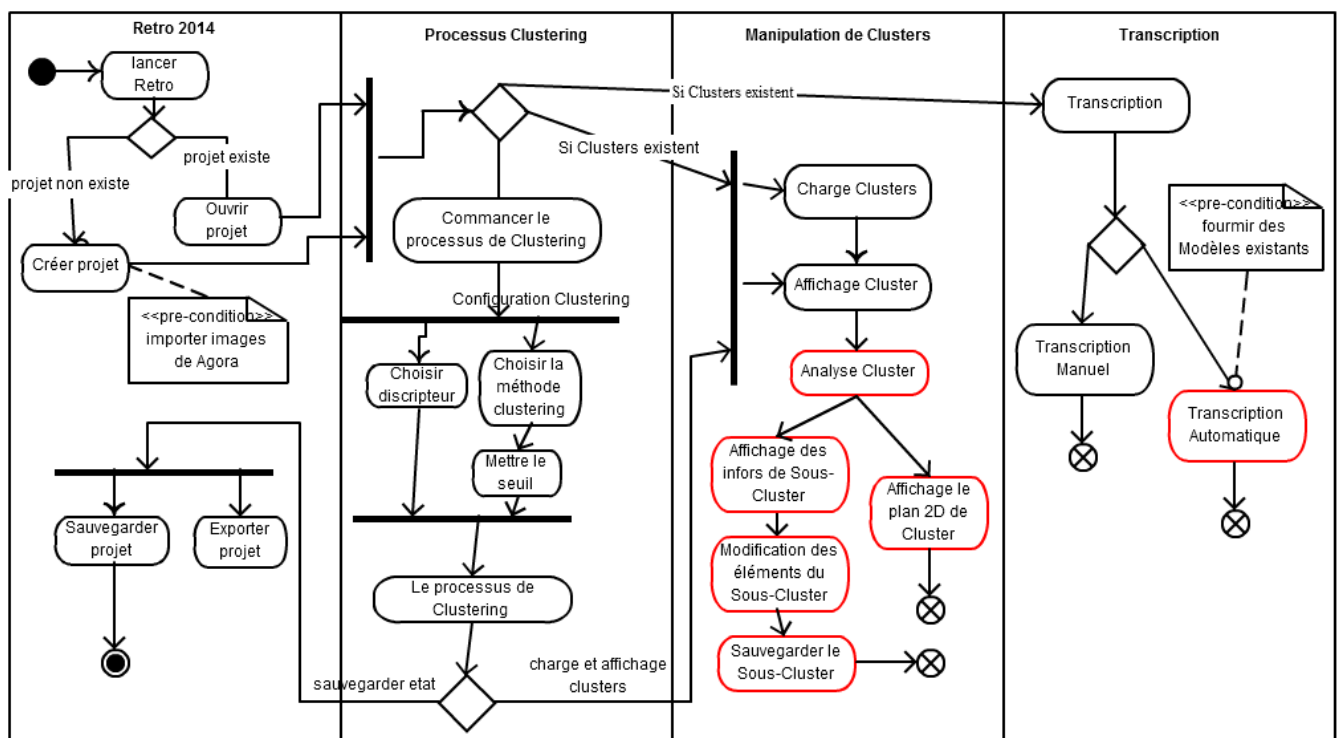 Retro 2014
lancer
Retro
projet existe
projet non existe
Ouvrir
projet
Créer projet
<<pre-condition>>
importer images
de Agora
Sauvegarder
projet
Exporter
projet
sauvegarder etat
Processus Clustering
Commancer le
processus de Clustering
Configuration Clustering
Choisir
discripteur
Choisir la
méthode
clustering
Mettre le
seuil
Le processus de
Clustering
charge et affichage
clusters
Manipulation de Clusters
Si Clusters existent
Si Clusters existent
Charge Clusters
Affichage Cluster
Analyse Cluster
Affichage des
infors de Sous-
Cluster
Affichage le
plan 2D de
Cluster
Modification des
éléments du
Sous-Cluster
Sauvegarder le
Sous-Cluster
Transcription
Transcription
<<pre-condition>>
fournir des
Modèles existants
Transcription
Manuel
Transcription
Automatique